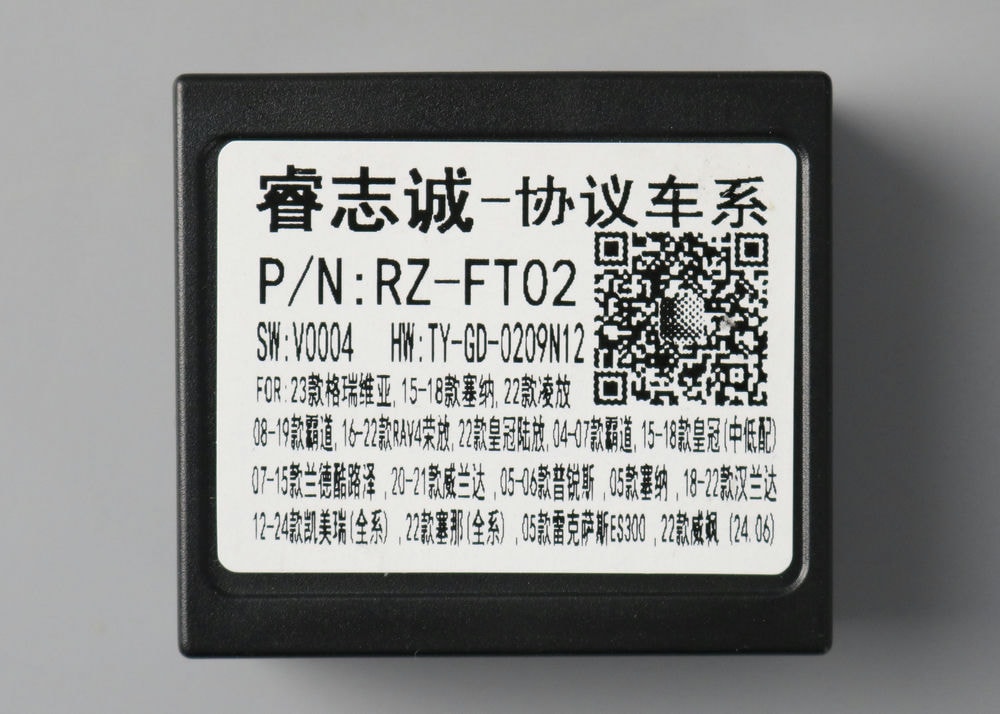 睿志诚-协议车系
P/N:RZ-FT02
SW:V0004 HW:TY-GD-0209N12
FOR:23款格瑞维亚,15-18款塞纳,22款凌放
08-19款霸道,16-22款RAV4荣放,22款皇冠陆放,04-07款霸道,15-18款皇冠(中低配)
07-15款兰德酷路泽,20-21款威兰达,05-06款普锐斯,05款塞纳,18-22款汉兰达
12-24款凯美瑞(全系),22款塞那(全系),05款雷克萨斯ES300,22款威飒(24.06)